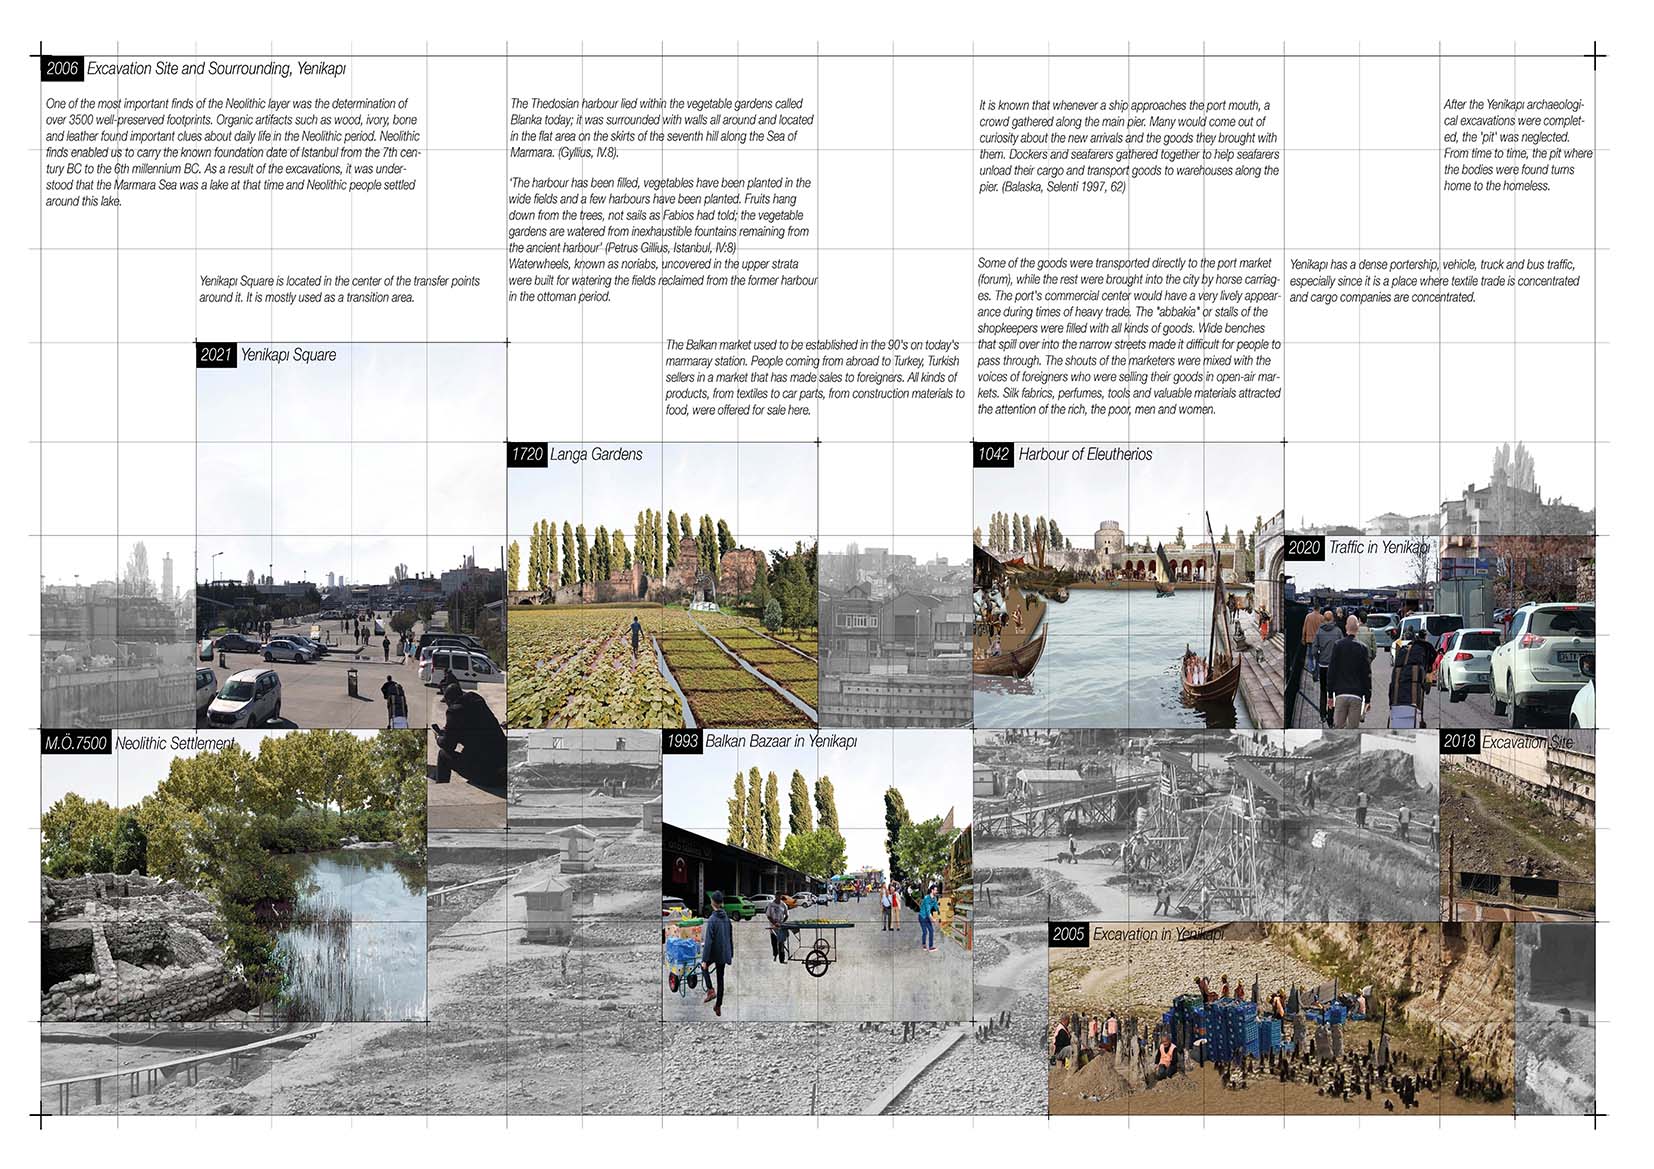 2006 Excavation Site and Sourrounding, Yenikapı
One of the most important finds of the Neolithic layer was the determination of
over 3500 well-preserved footprints. Organic artifacts such as wood, ivory, bone
and leather found important clues about daily life in the Neolithic period. Neolithic
finds enabled us to carry the known foundation date of Istanbul from the 7th cen-
tury BC to the 6th millennium BC. As a result of the excavations, it was under-
stood that the Marmara Sea was a lake at that time and Neolithic people settled
around this lake.
The Thedosian harbour lied within the vegetable gardens called
Blanka today; it was surrounded with walls all around and located
in the flat area on the skirts of the seventh hill along the Sea of
Marmara. (Gyllius, IV.8).
'The harbour has been filled, vegetables have been planted in the
wide fields and a few harbours have been planted. Fruits hang
down from the trees, not sails as Fabios had told; the vegetable
gardens are watered from inexhaustible fountains remaining from
the ancient harbour' (Petrus Gillius, Istanbul, IV:8)
Waterwheels, known as noriabs, uncovered in the upper strata
were built for watering the fields reclaimed from the former harbour
in the ottoman period.
It is known that whenever a ship approaches the port mouth, a
crowd gathered along the main pier. Many would come out of
curiosity about the new arrivals and the goods they brought with
them. Dockers and seafarers gathered together to help seafarers
unload their cargo and transport goods to warehouses along the
pier. (Balaska, Selenti 1997, 62)
After the Yenikapı archaeologi-
cal excavations were complet-
ed, the 'pit' was neglected.
From time to time, the pit where
the bodies were found turns
home to the homeless.
Yenikapı Square is located in the center of the transfer points
around it. It is mostly used as a transition area.
Some of the goods were transported directly to the port market
(forum), while the rest were brought into the city by horse carriag-
es. The port's commercial center would have a very lively appear-
ance during times of heavy trade. The "abbakia" or stalls of the
shopkeepers were filled with all kinds of goods. Wide benches
that spill over into the narrow streets made it difficult for people to
pass through. The shouts of the marketers were mixed with the
voices of foreigners who were selling their goods in open-air mar-
kets. Silk fabrics, perfumes, tools and valuable materials attracted
the attention of the rich, the poor, men and women.
Yenikapı has a dense portership, vehicle, truck and bus traffic,
especially since it is a place where textile trade is concentrated
and cargo companies are concentrated.
The Balkan market used to be established in the 90's on today's
marmaray station. People coming from abroad to Turkey, Turkish
sellers in a market that has made sales to foreigners. All kinds of
products, from textiles to car parts, from construction materials to
food, were offered for sale here.
2021 Yenikapı Square
1720 Langa Gardens
1042 Harbour of Eleutherios
2020 Traffic in Yenikapı
M.Ö.7500 Neolithic Settlement
1993 Balkan Bazaar in Yenikapı
2018 Excavation Site
2005 Excavation in Yenikapı